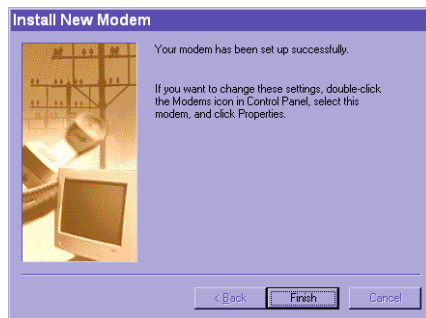 Install New Modem
Your modem has been set up successfully.
If you want to change these settings, double-click
the Modems icon in Control Panel, select this
modem, and click Properties.
< Back
Finish
Cancel